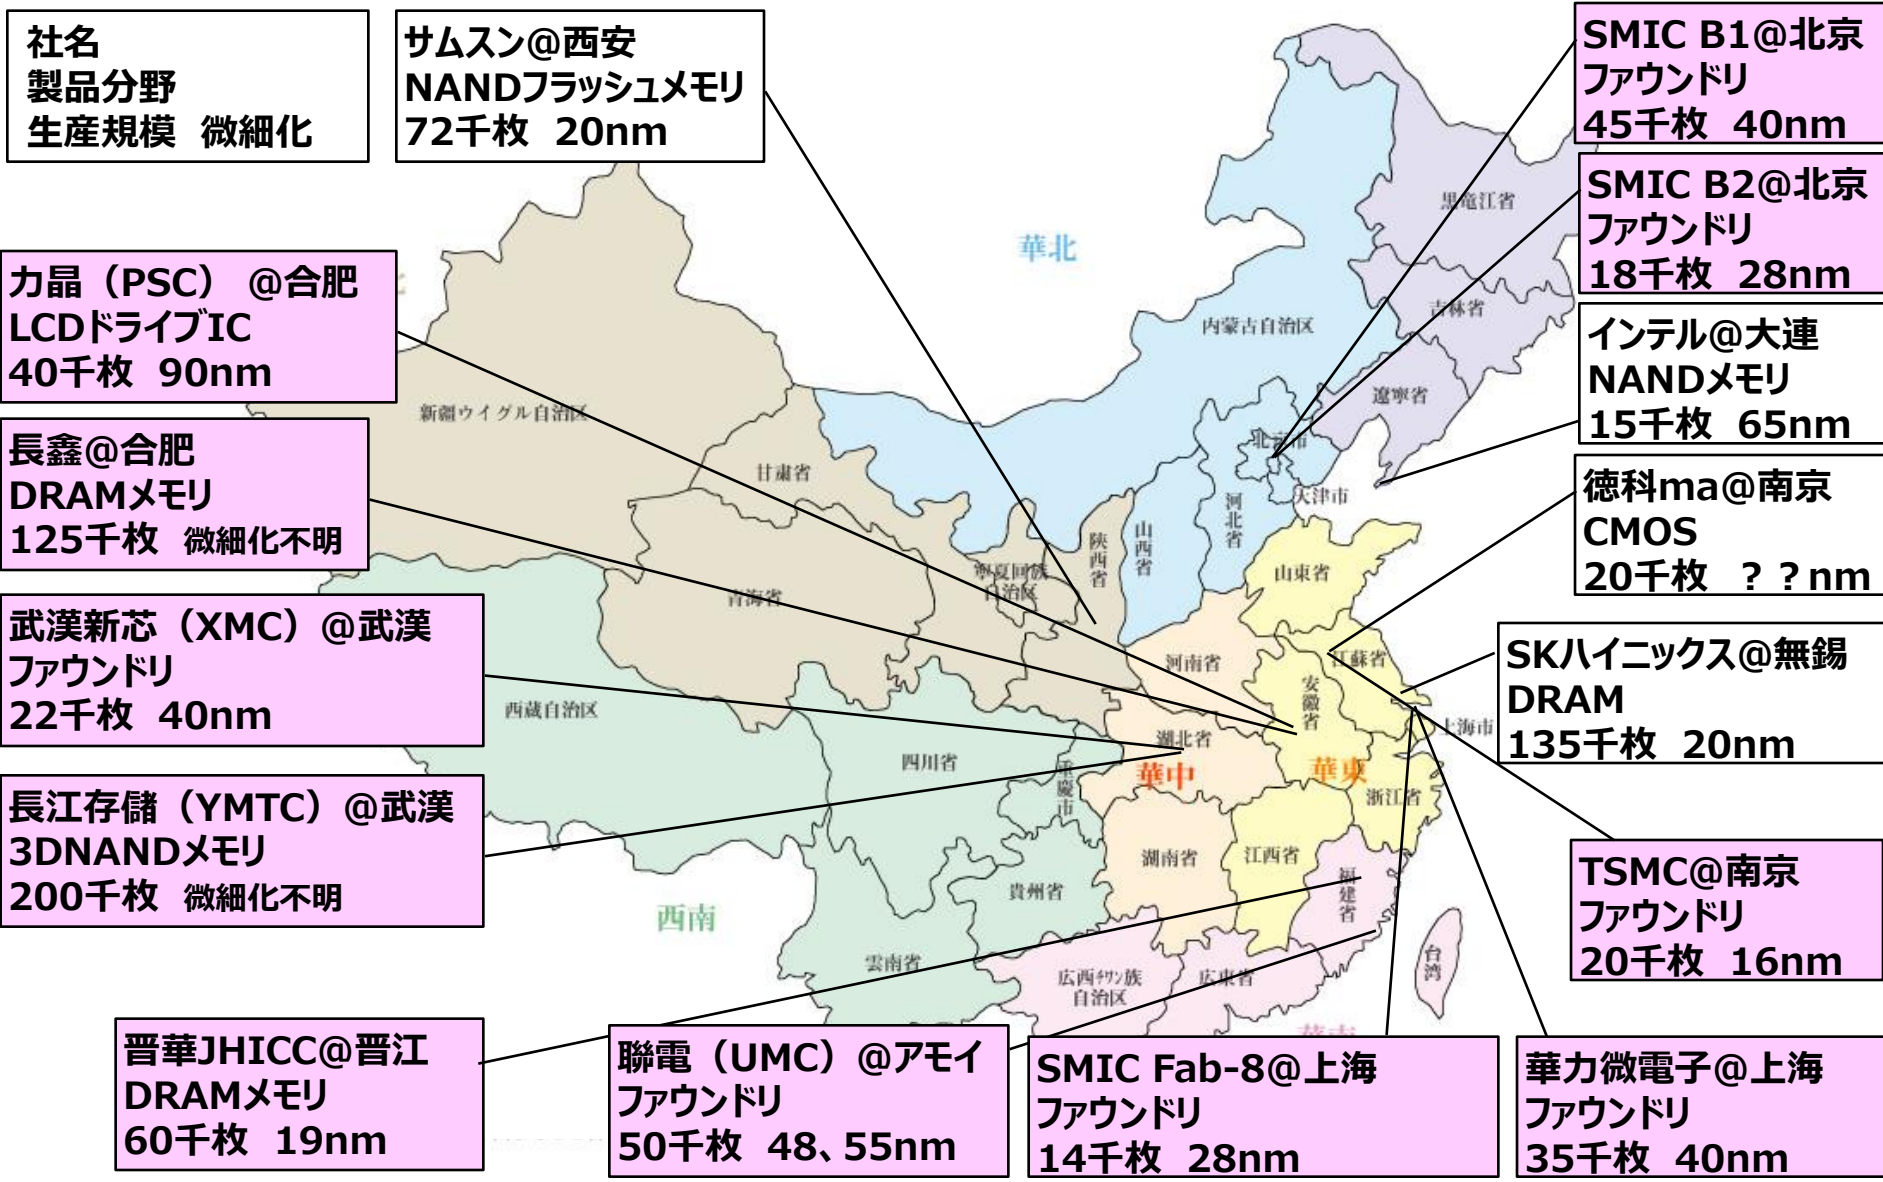 社名
製品分野
生産規模 微細化
サムスン@西安
NANDフラッシュメモリ
72千枚 20nm
SMIC B1@北京
ファウンドリ
45千枚 40nm
SMIC B2@北京
ファウンドリ
18千枚 28nm
力晶（PSC） @合肥
LCDドライブIC
40千枚 90nm
インテル@大連
NANDメモリ
15千枚 65nm
長鑫@合肥
DRAMメモリ
125千枚 微細化不明
徳科ma@南京
CMOS
20千枚 ？？nm
武漢新芯（XMC）@武漢
ファウンドリ
22千枚 40nm
SKハイニックス@無錫
DRAM
135千枚 20nm
長江存儲（YMTC）@武漢
3DNANDメモリ
200千枚 微細化不明
TSMC@南京
ファウンドリ
20千枚 16nm
晋華JHICC@晋江
DRAMメモリ
60千枚 19nm
聯電（UMC）@アモイ
ファウンドリ
50千枚 48、55nm
SMIC Fab-8@上海
ファウンドリ
14千枚 28nm
華力微電子@上海
ファウンドリ
35千枚 40nm
華北
黒竜江省
吉林省
内蒙古自治区
遼寧省
新疆ウイグル自治区
北京市
甘粛省
天津市
河北省
山西省
陝西省
寧夏回族
自治区
山東省
青海省
河南省
江蘇省
安徽省
西蔵自治区
上海市
湖北省
四川省
重慶市
華中
華東
浙江省
湖南省
江西省
貴州省
福建省
西南
雲南省
広西チワン族
自治区
広東省
台湾
華南